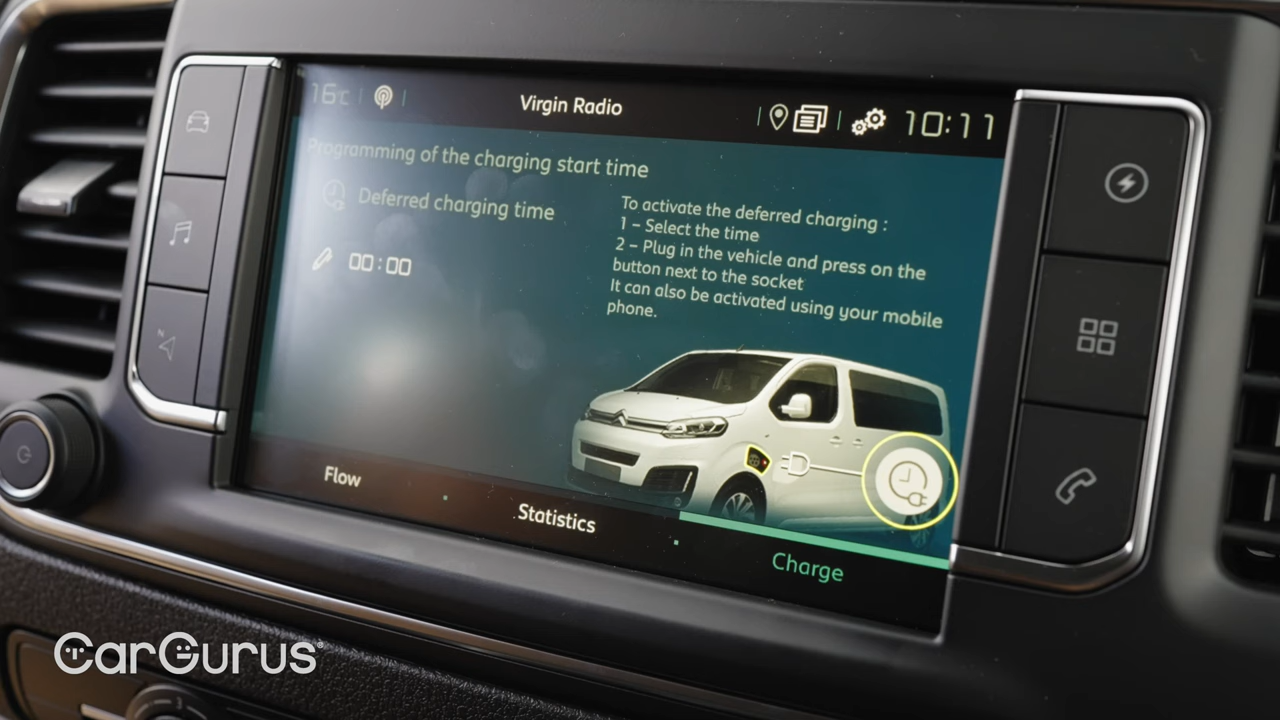 16°C
Virgin Radio
10:11
Programming of the charging start time
Deferred charging time
00:00
To activate the deferred charging :
1 – Select the time
2 – Plug in the vehicle and press on the
button next to the socket
It can also be activated using your mobile
phone.
Flow
Statistics
Charge
N
CarGurus®